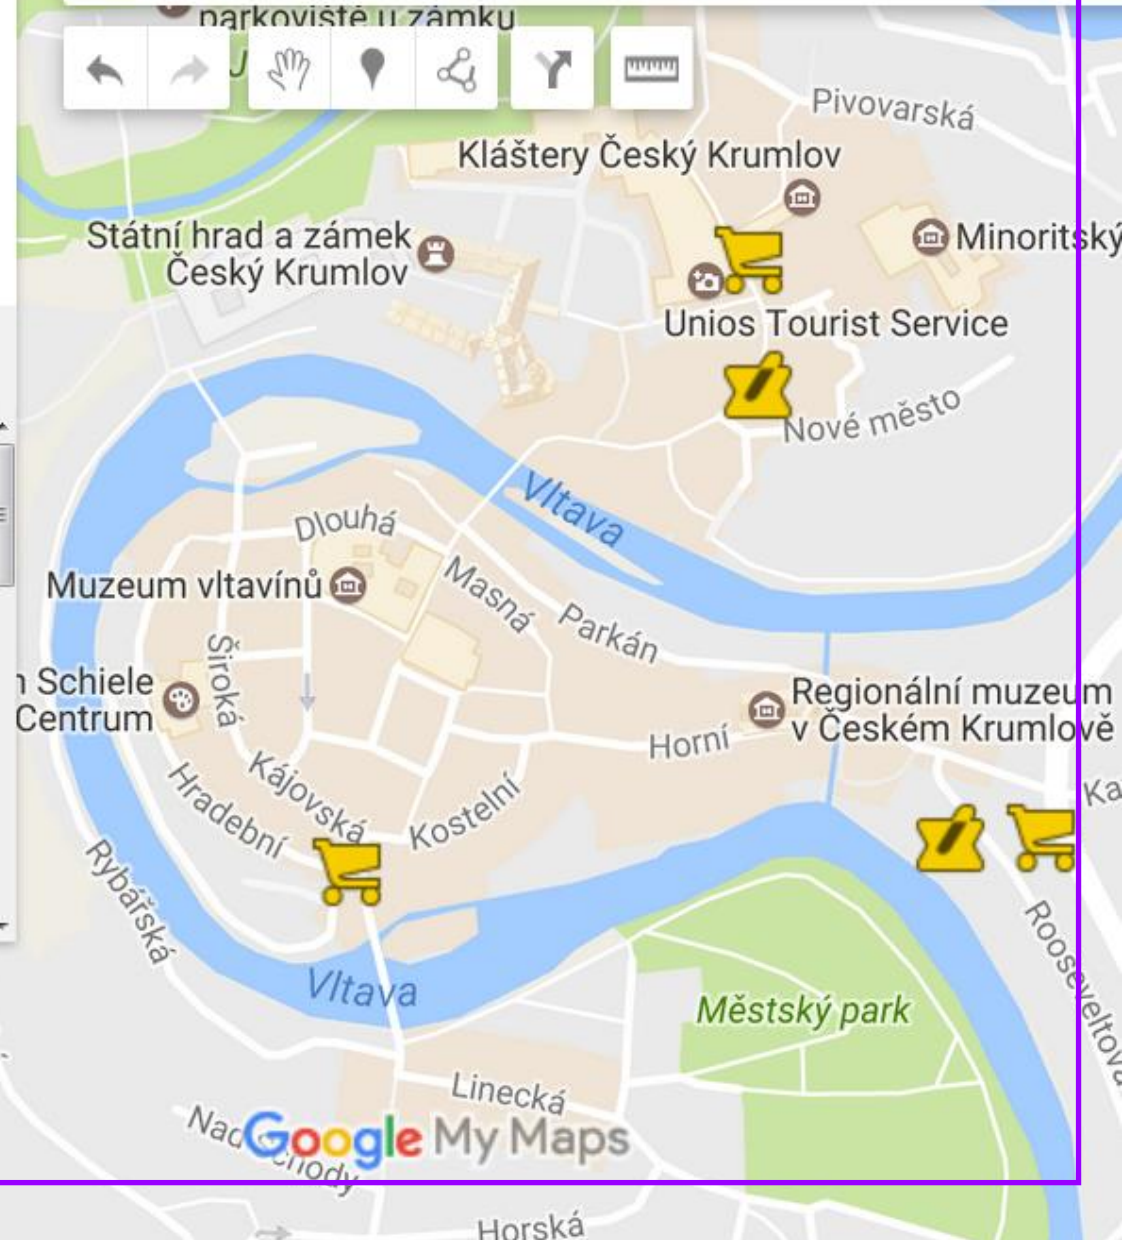 parkoviště u zámku
J
Pivovarská
Kláštery Český Krumlov
Státní hrad a zámek
Český Krumlov
Minoritský
Unios Tourist Service
Nové město
Vltava
Dlouhá
Muzeum vltavínů
Masná
Parkán
Široká
n Schiele
Centrum
Regionální muzeum
v Českém Krumlově
Horní
Kájovská
Hradební
Kostelní
Ka
Rybářská
Rooseveltova
Vltava
Městský park
Linecká
Google My Maps
Horská